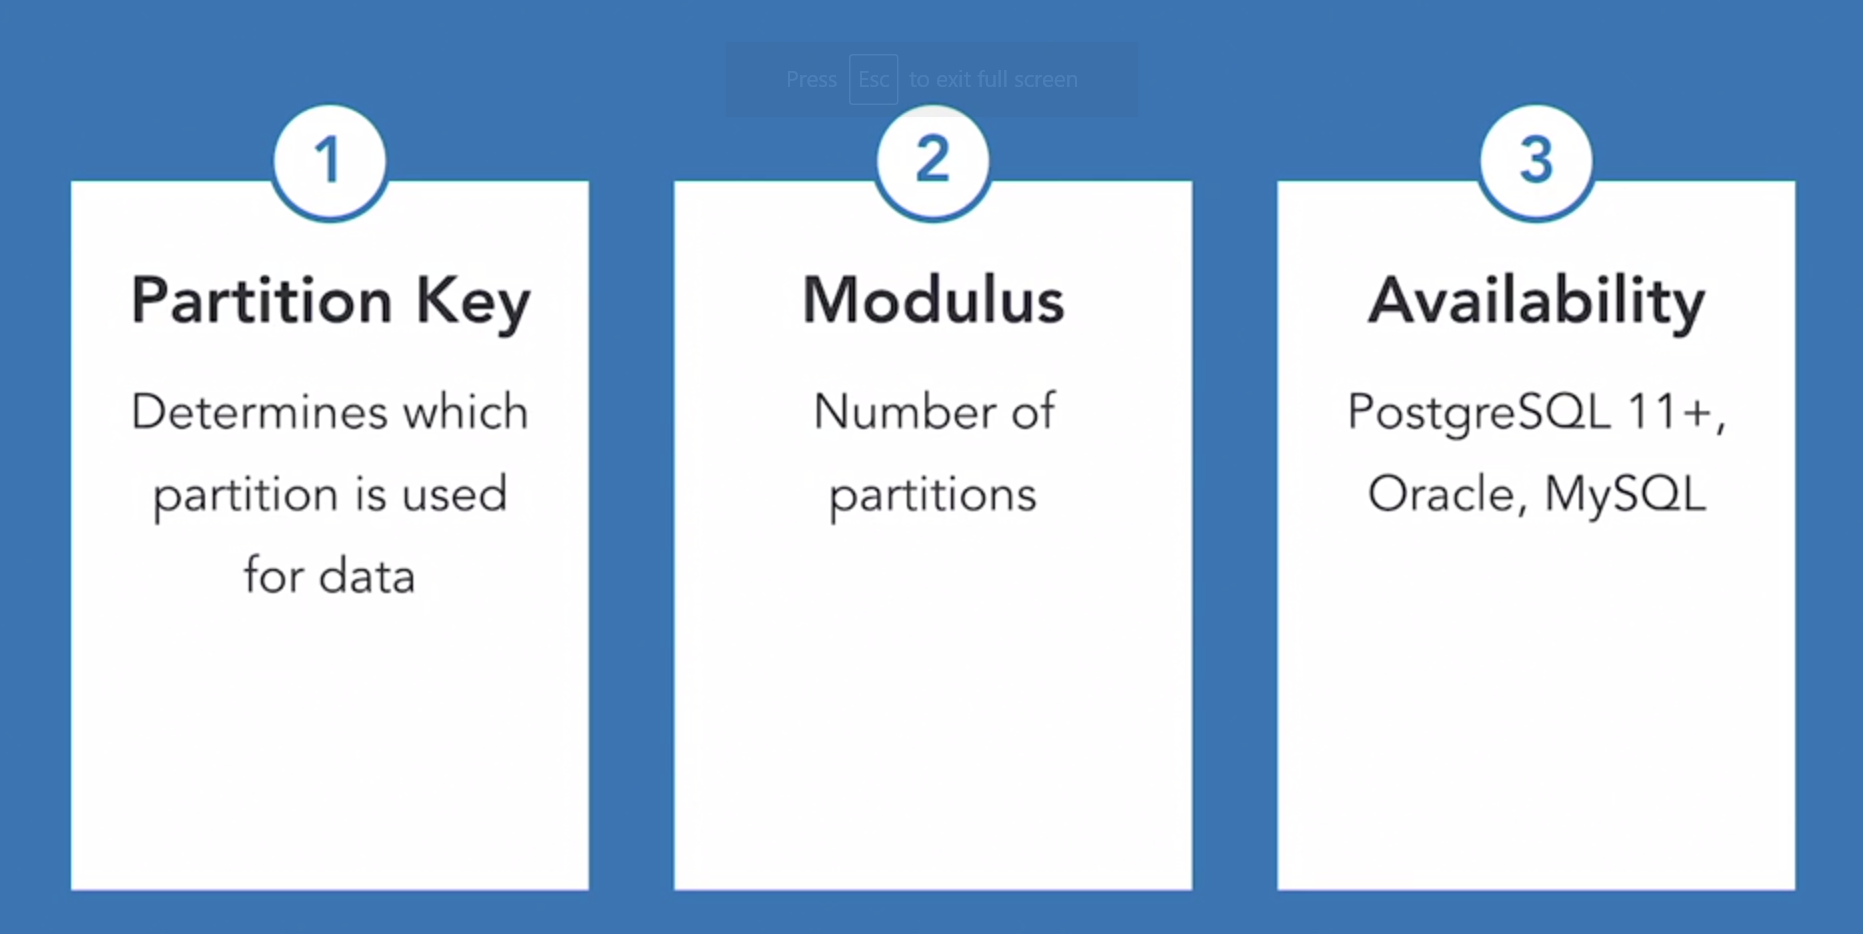 Press Esc to exit full screen
1
Partition Key
Determines which
partition is used
for data
2
Modulus
Number of
partitions
3
Availability
PostgreSQL 11+,
Oracle, MySQL